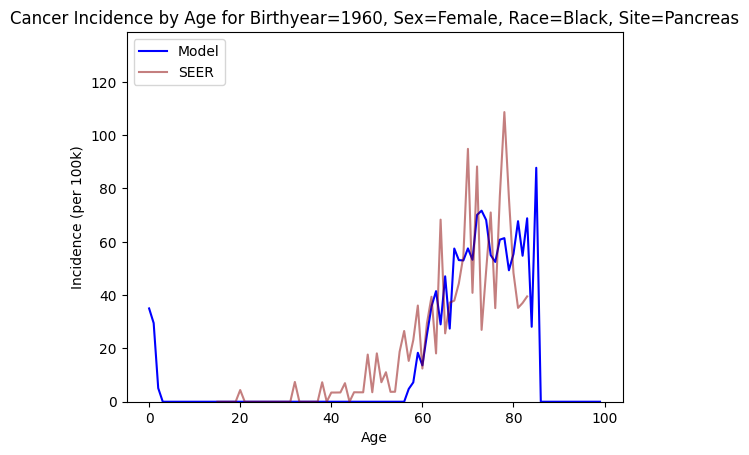 Cancer Incidence by Age for Birthyear=1960, Sex=Female, Race=Black, Site=Pancreas
Model
SEER
120
100
80
60
40
20
0
Incidence (per 100k)
0 20 40 60 80 100
Age